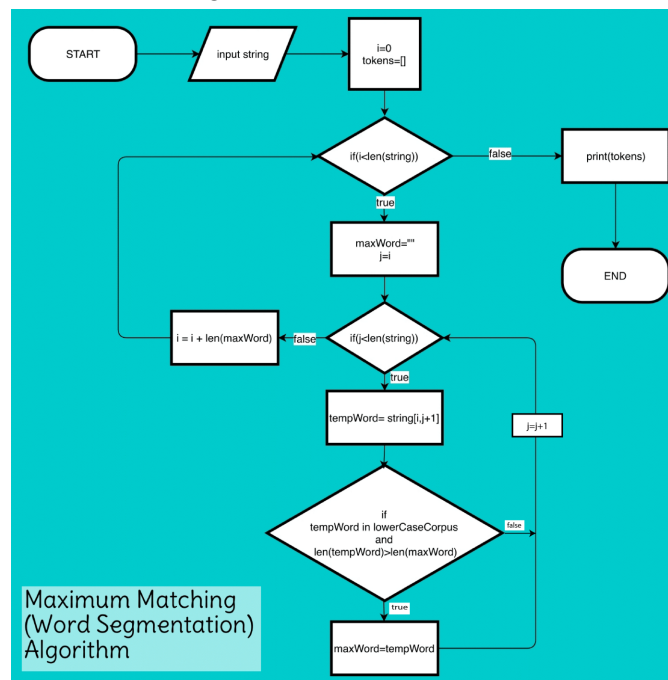 START
input string
i=0
tokens=[]
if(i<len(string))
false
print(tokens)
true
maxWord=""
j=i
END
i = i + len(maxWord)
false
if(j<len(string))
true
tempWord= string[i,j+1]
j=j+1
if
tempWord in lowerCaseCorpus
and
len(tempWord)>len(maxWord)
false
true
maxWord=tempWord
Maximum Matching
(Word Segmentation)
Algorithm